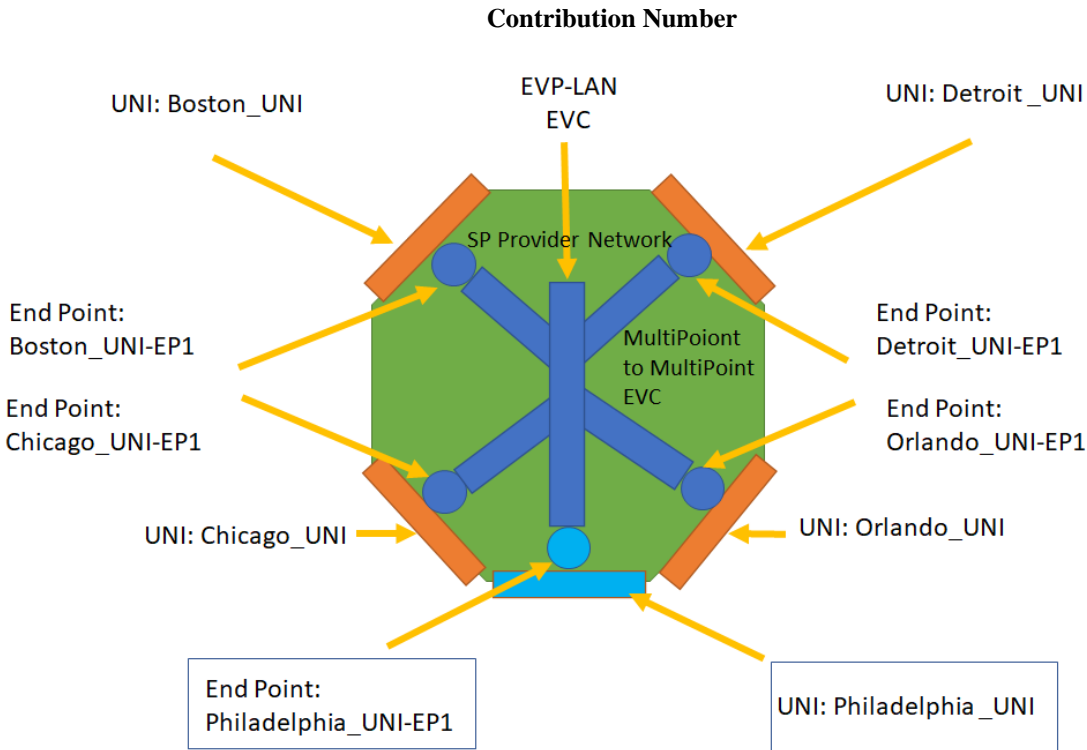 Contribution Number
UNI: Boston_UNI
EVP-LAN
EVC
UNI: Detroit _UNI
SP Provider Network
End Point:
Boston_UNI-EP1
MultiPoiont
to MultiPoint
EVC
End Point:
Detroit_UNI-EP1
End Point:
Chicago_UNI-EP1
End Point:
Orlando_UNI-EP1
UNI: Chicago_UNI
UNI: Orlando_UNI
End Point:
Philadelphia_UNI-EP1
UNI: Philadelphia _UNI